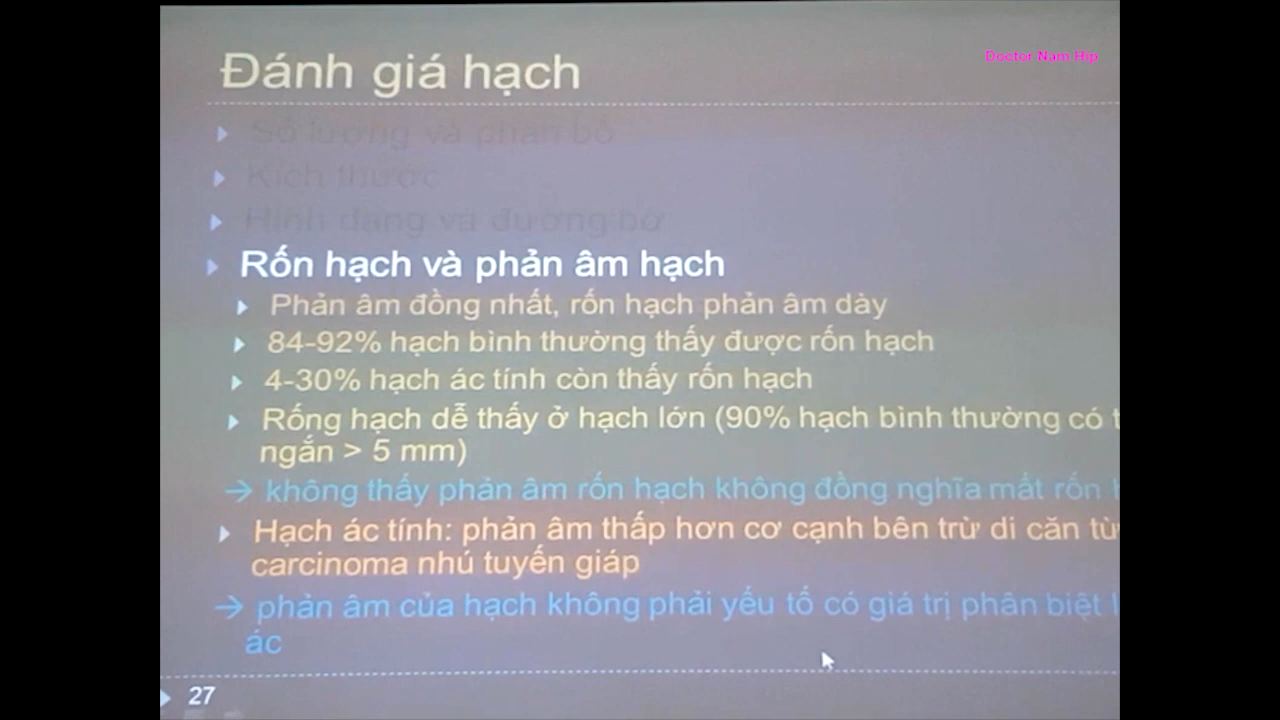 Đánh giá hạch
Doctor Nam Hip
Số lượng và phân bố
Kích thước
Hình dạng và đường bờ
Rốn hạch và phản âm hạch
Phản âm đồng nhất, rốn hạch phản âm dày
84-92% hạch bình thường thấy được rốn hạch
4-30% hạch ác tính còn thấy rốn hạch
Rống hạch dễ thấy ở hạch lớn (90% hạch bình thường có
ngắn > 5 mm)
→ không thấy phản âm rốn hạch không đồng nghĩa mất rốn
Hạch ác tính: phản âm thấp hơn cơ cạnh bên trừ di căn từ
carcinoma nhú tuyến giáp
→ phản âm của hạch không phải yếu tố có giá trị phân biệt
ác
27